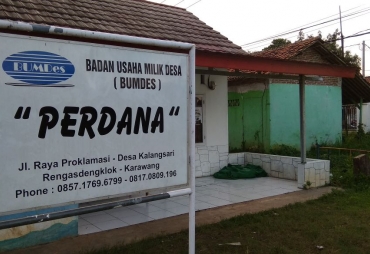 BUMDes
BADAN USAHA MILIK DESA
( BUMDES )
" PERDANA "
Jl. Raya Proklamasi - Desa Kalangsari
Rengasdengklok - Karawang
Phone : 0857.1769.6799 - 0817.0809.196